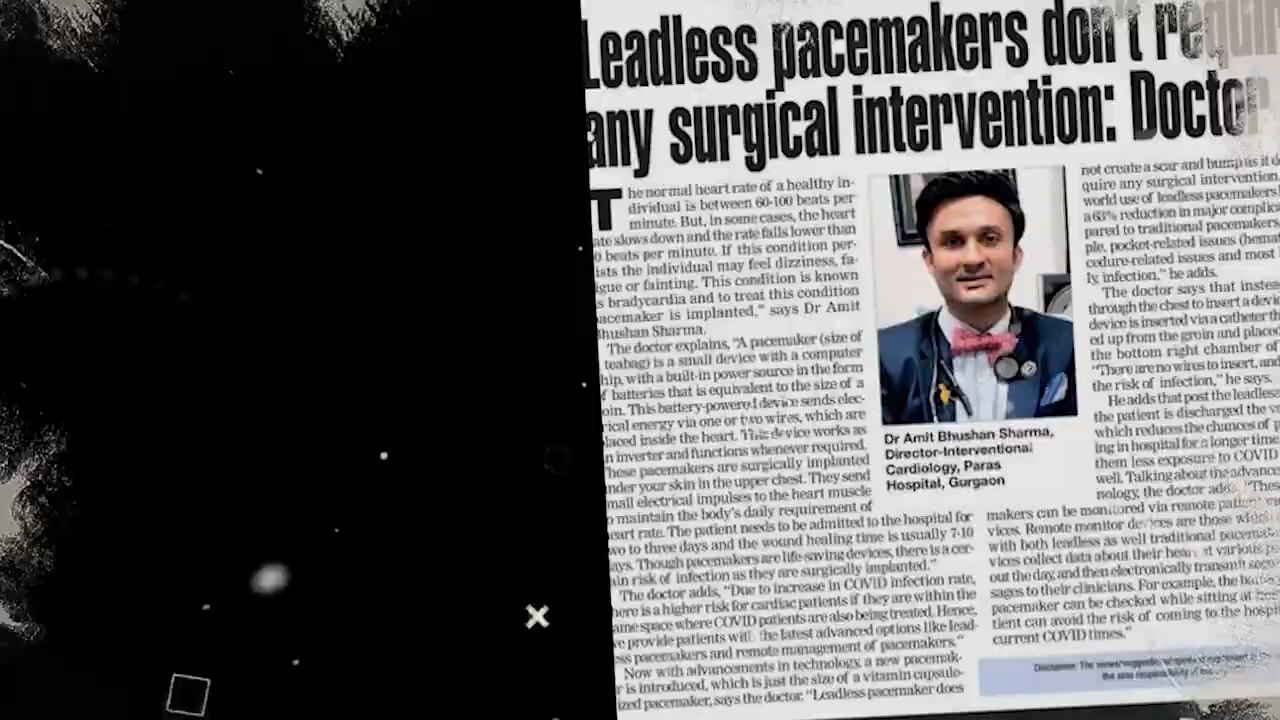 Leadless pacemakers don't requir
any surgical intervention: Doctor
The normal heart rate of a healthy in-
dividual is between 60-100 beats per
minute. But, in some cases, the heart
ate slows down and the rate falls lower than
0 beats per minute. If this condition per-
ists the individual may feel dizziness, fa-
igue or fainting. This condition is known
s bradycardia and to treat this condition
acemaker is implanted," says Dr Amit
Bhushan Sharma.
The doctor explains, "A pacemaker (size of
teabag) is a small device with a computer
hip, with a built-in power source in the form
f batteries that is equivalent to the size of a
oin. This battery-powered device sends elec-
rical energy via one or two wires, which are
laced inside the heart. This device works as
n inverter and functions whenever required.
These pacemakers are surgically implanted
nder your skin in the upper chest. They send
mall electrical impulses to the heart muscle
o maintain the body's daily requirement of
eart rate. The patient needs to be admitted to the hospital for
wo to three days and the wound healing time is usually 7-10
ays. Though pacemakers are life-saving devices, there is a cer-
ain risk of infection as they are surgically implanted."
The doctor adds, "Due to increase in COVID infection rate,
here is a higher risk for cardiac patients if they are within the
ame space where COVID patients are also being treated. Hence,
ve provide patients with the latest advanced options like lead-
ss pacemakers and remote management of pacemakers."
Now with advancements in technology, a new pacemak-
r is introduced, which is just the size of a vitamin capsule-
ized pacemaker, says the doctor. "Leadless pacemaker does
Dr Amit Bhushan Sharma,
Director-Interventional
Cardiology, Paras
Hospital, Gurgaon
not create a scar and bump as it d
quire any surgical intervention.
world use of leadless pacemakers
a 63% reduction in major complic
pared to traditional pacemakers
ple, pocket-related issues (hema
cedure-related issues and most
ly, infection," he adds.
The doctor says that instea
through the chest to insert a devi
device is inserted via a catheter th
ed up from the groin and place
the bottom right chamber of
"There are no wires to insert, and
the risk of infection," he says.
He adds that post the leadless
the patient is discharged the
which reduces the chances of
ing in hospital for a longer time
them less exposure to COVID
well. Talking about the advance
nology, the doctor adds, "Thes
makers can be monitored via remote patient
vices. Remote monitor devices are those whi
with both leadless as well traditional pacemak
vices collect data about their heart at various p
out the day, and then electronically transmit
sages to their clinicians. For example, the
pacemaker can be checked while sitting at
tient can avoid the risk of coming to the hospi
current COVID times."